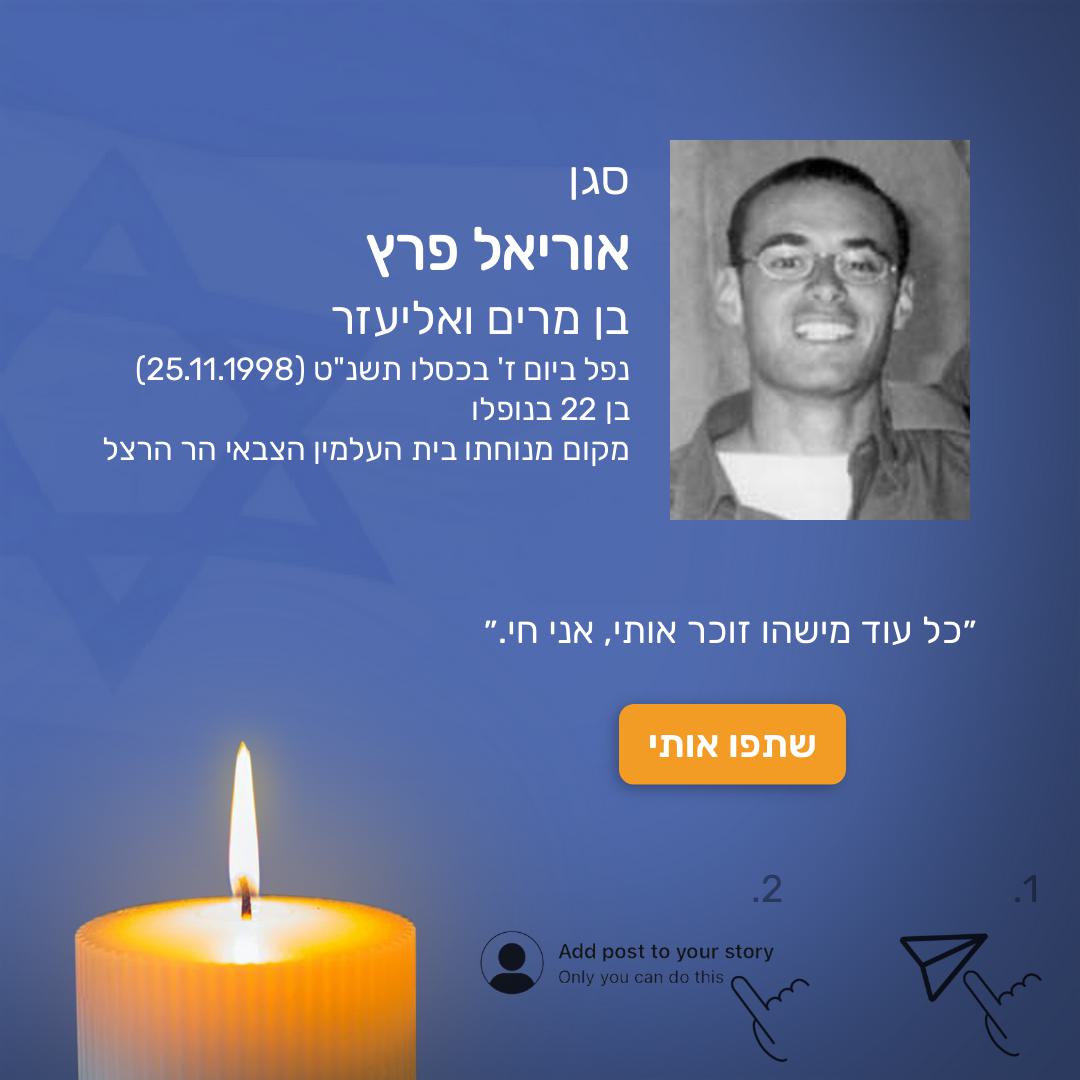 סגן
אוריאל פרץ
בן מרים ואליעזר
נפל ביום ז' בכסלו תשנ"ט (25.11.1998)
בן 22 בנופלו
מקום מנוחתו בית העלמין הצבאי הר הרצל
״כל עוד מישהו זוכר אותי, אני חי.״
שתפו אותי
.1
.2
Add post to your story
Only you can do this